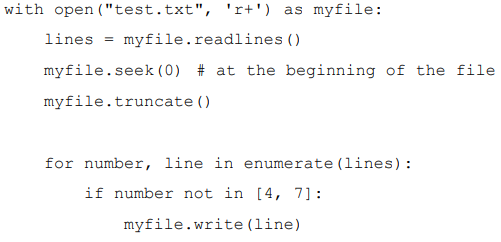 with open("test.txt", 'r+') as myfile:
    lines = myfile.readlines()
    myfile.seek(0) # at the beginning of the file
    myfile.truncate()

    for number, line in enumerate(lines):
        if number not in [4, 7]:
            myfile.write(line)